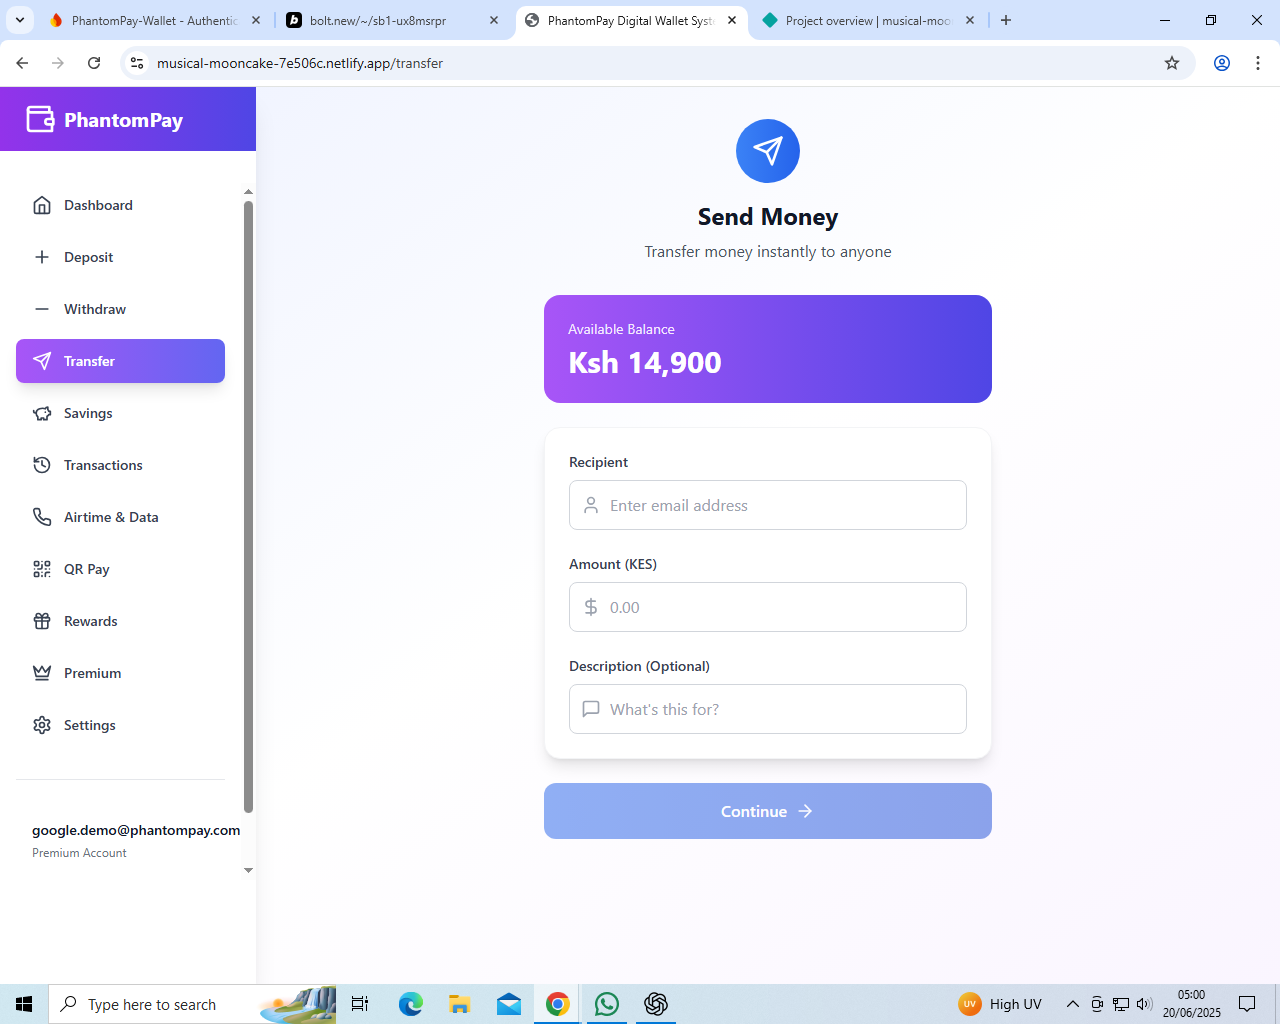 PhantomPay-Wallet - Authentic
bolt.new/~/sb1-ux8msrpr
PhantomPay Digital Wallet Syst
Project overview | musical-moo
musical-mooncake-7e506c.netlify.app/transfer
PhantomPay
Dashboard
Deposit
Withdraw
Transfer
Savings
Transactions
Airtime & Data
QR Pay
Rewards
Premium
Settings
google.demo@phantompay.com
Premium Account
Send Money
Transfer money instantly to anyone
Available Balance
Ksh 14,900
Recipient
Enter email address
Amount (KES)
$ 0.00
Description (Optional)
What's this for?
Continue
Type here to search
UV
High UV
05:00
20/06/2025